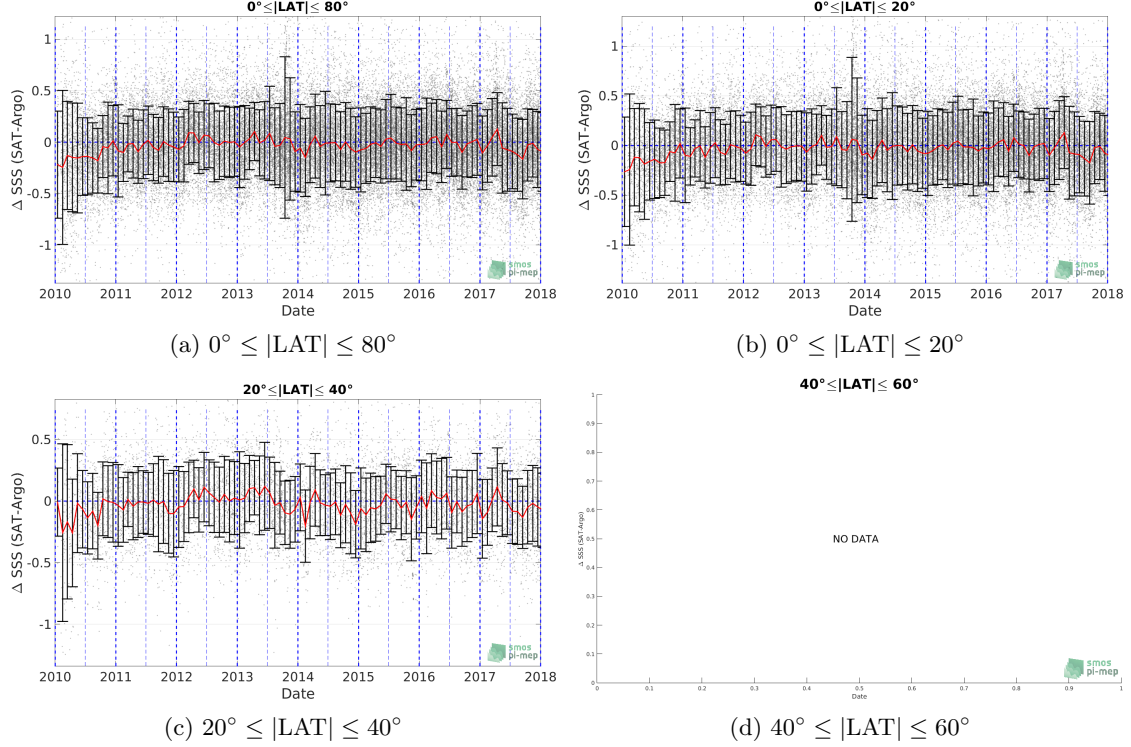 0°≤|LAT|≤ 80°
1
0.5
0
-0.5
-1
Δ SSS (SAT-Argo)
2010 2011 2012 2013 2014 2015 2016 2017 2018
Date
smos
pi-mep
(a) 0° ≤ |LAT| ≤ 80°
0°≤|LAT|≤ 20°
1
0.5
0
-0.5
-1
Δ SSS (SAT-Argo)
2010 2011 2012 2013 2014 2015 2016 2017 2018
Date
smos
pi-mep
(b) 0° ≤ |LAT| ≤ 20°
20°≤|LAT|≤ 40°
0.5
0
-0.5
-1
Δ SSS (SAT-Argo)
2010 2011 2012 2013 2014 2015 2016 2017 2018
Date
smos
pi-mep
(c) 20° ≤ |LAT| ≤ 40°
40°≤|LAT|≤ 60°
1
0.9
0.8
0.7
0.6
0.5
0.4
0.3
0.2
0.1
0
Δ SSS (SAT-Argo)
NO DATA
0 0.1 0.2 0.3 0.4 0.5 0.6 0.7 0.8 0.9 1
Date
smos
pi-mep
(d) 40° ≤ |LAT| ≤ 60°